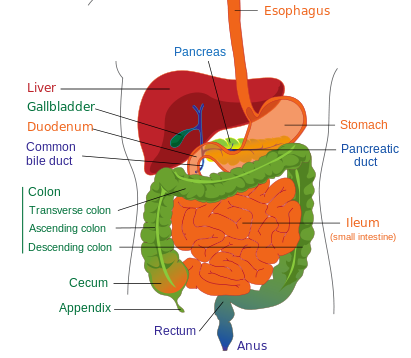 Esophagus
Pancreas
Liver
Gallbladder
Duodenum
Common
bile duct
Stomach
Pancreatic
duct
Colon
Transverse colon
Ascending colon
Descending colon
Ileum
(small intestine)
Cecum
Appendix
Rectum
Anus